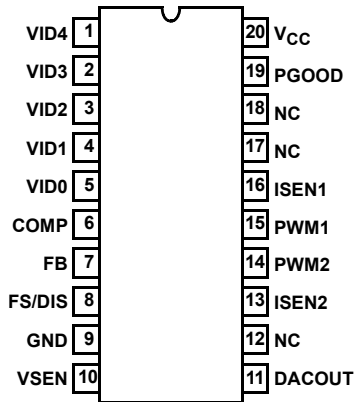 VID4 1 20 VCC
VID3 2 19 PGOOD
VID2 3 18 NC
VID1 4 17 NC
VID0 5 16 ISEN1
COMP 6 15 PWM1
FB 7 14 PWM2
FS/DIS 8 13 ISEN2
GND 9 12 NC
VSEN 10 11 DACOUT